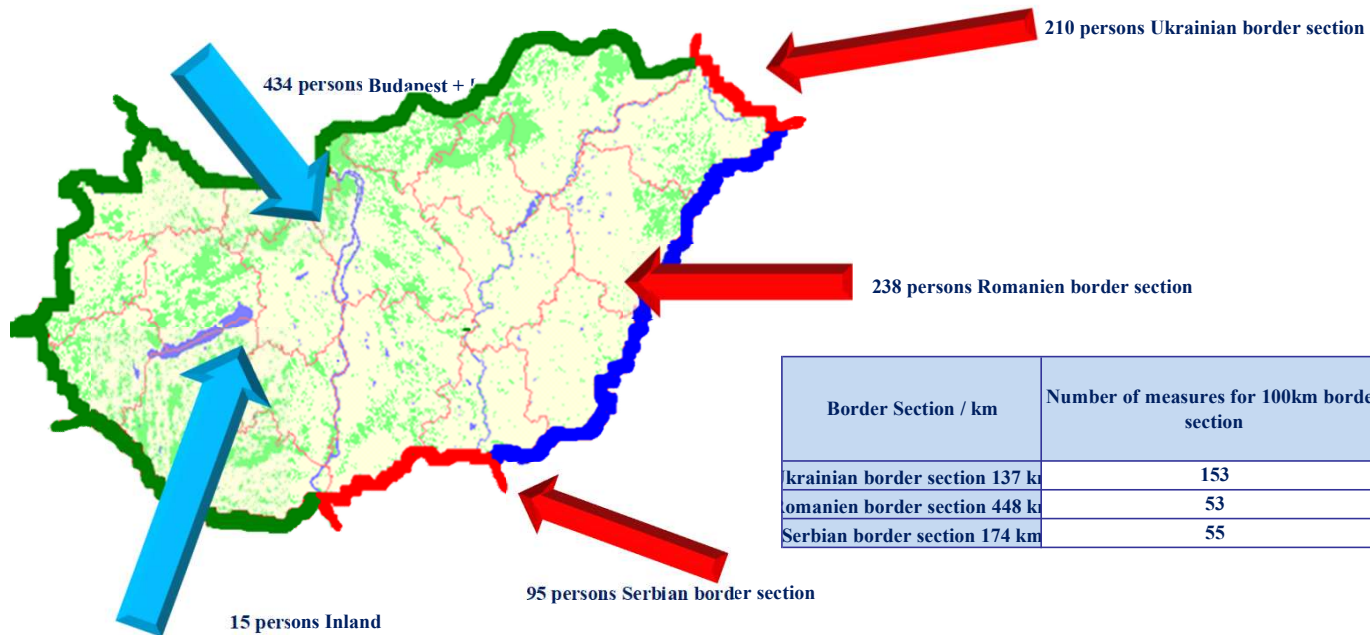 210 persons Ukrainian border section
434 persons Budapest +
238 persons Romanien border section
Border Section / km
Number of measures for 100km borde
section
Ukrainian border section 137 k
153
omanien border section 448 k
53
Serbian border section 174 km
55
95 persons Serbian border section
15 persons Inland